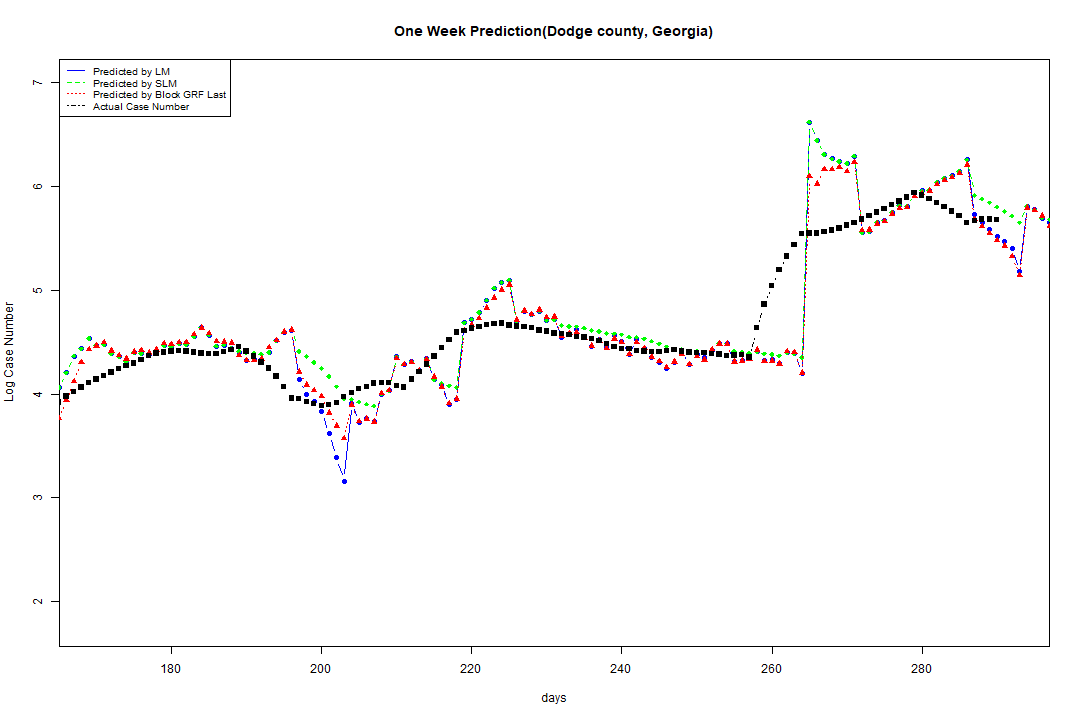 One Week Prediction(Dodge county, Georgia)
Predicted by LM
Predicted by SLM
Predicted by Block GRF Last
Actual Case Number
7
6
5
4
3
2
Log Case Number
180 200 220 240 260 280
days